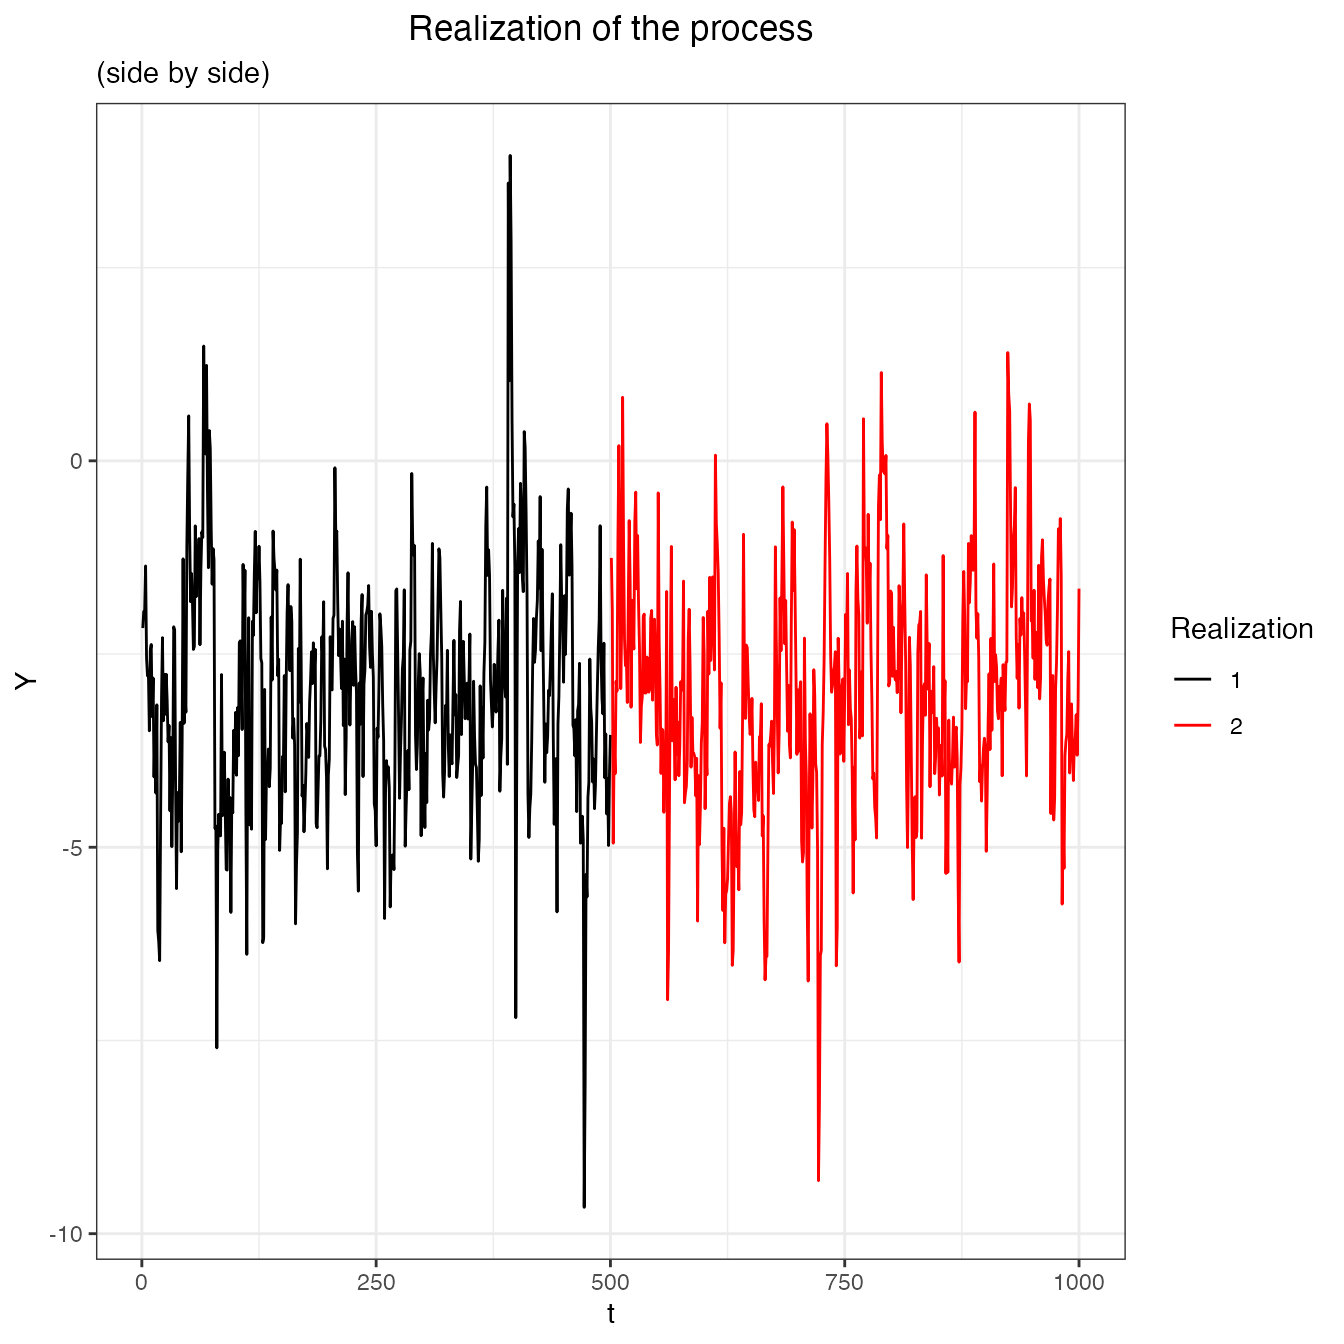 Realization of the process
(side by side)
Y
0
-5
-10
0 250 500 750 1000
t
Realization
1
2